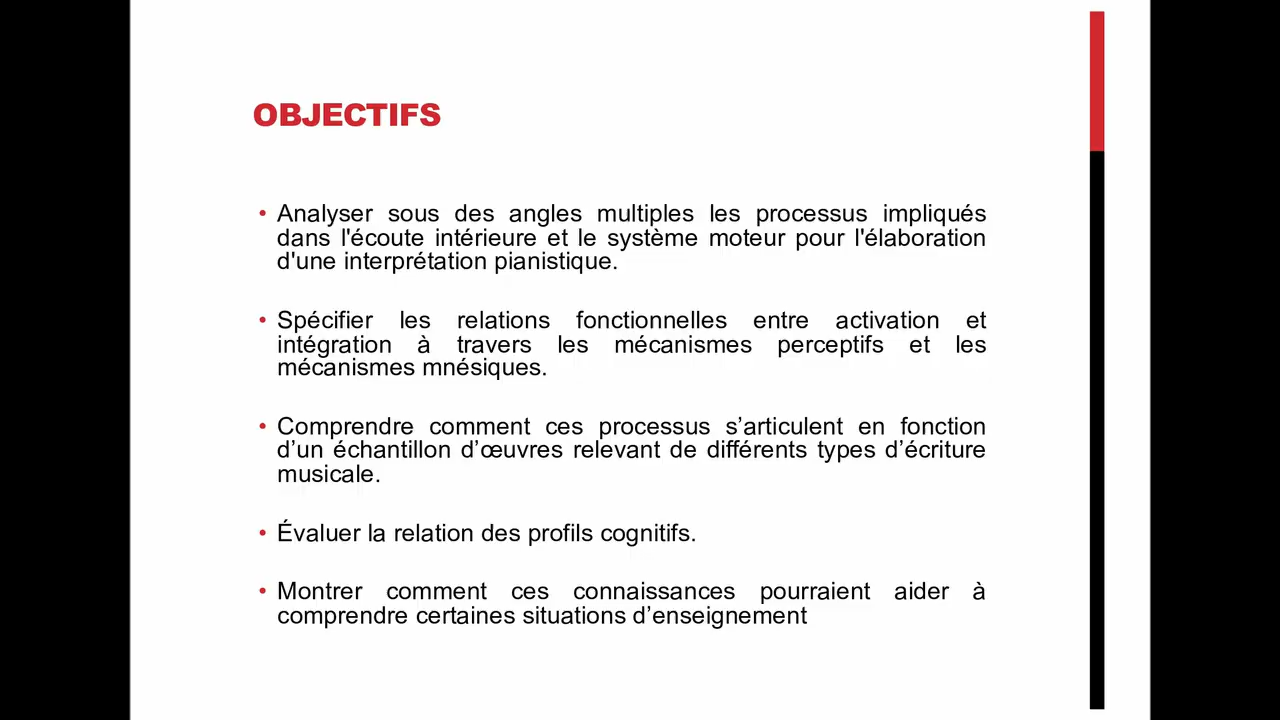 OBJECTIFS
• Analyser sous des angles multiples les processus impliqués
dans l'écoute intérieure et le système moteur pour l'élaboration
d'une interprétation pianistique.
• Spécifier les relations fonctionnelles entre activation et
intégration à travers les mécanismes perceptifs et les
mécanismes mnésiques.
• Comprendre comment ces processus s’articulent en fonction
d’un échantillon d’œuvres relevant de différents types d’écriture
musicale.
• Évaluer la relation des profils cognitifs.
• Montrer comment ces connaissances pourraient aider à
comprendre certaines situations d’enseignement